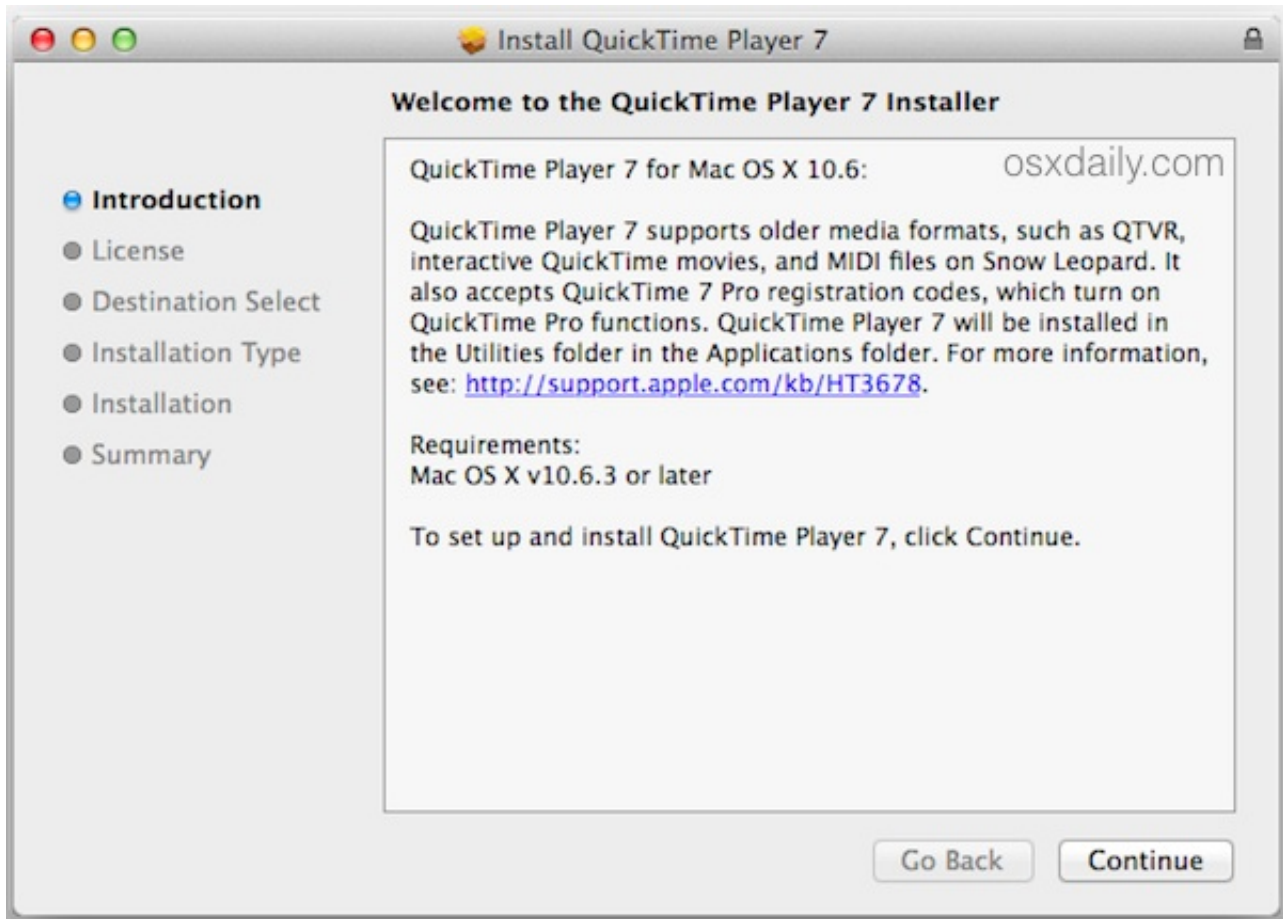 Install QuickTime Player 7
Welcome to the QuickTime Player 7 Installer
Introduction
License
Destination Select
Installation Type
Installation
Summary
osxdaily.com
QuickTime Player 7 for Mac OS X 10.6:
QuickTime Player 7 supports older media formats, such as QTVR,
interactive QuickTime movies, and MIDI files on Snow Leopard. It
also accepts QuickTime 7 Pro registration codes, which turn on
QuickTime Pro functions. QuickTime Player 7 will be installed in
the Utilities folder in the Applications folder. For more information,
see: http://support.apple.com/kb/HT3678.
Requirements:
Mac OS X v10.6.3 or later
To set up and install QuickTime Player 7, click Continue.
Go Back
Continue